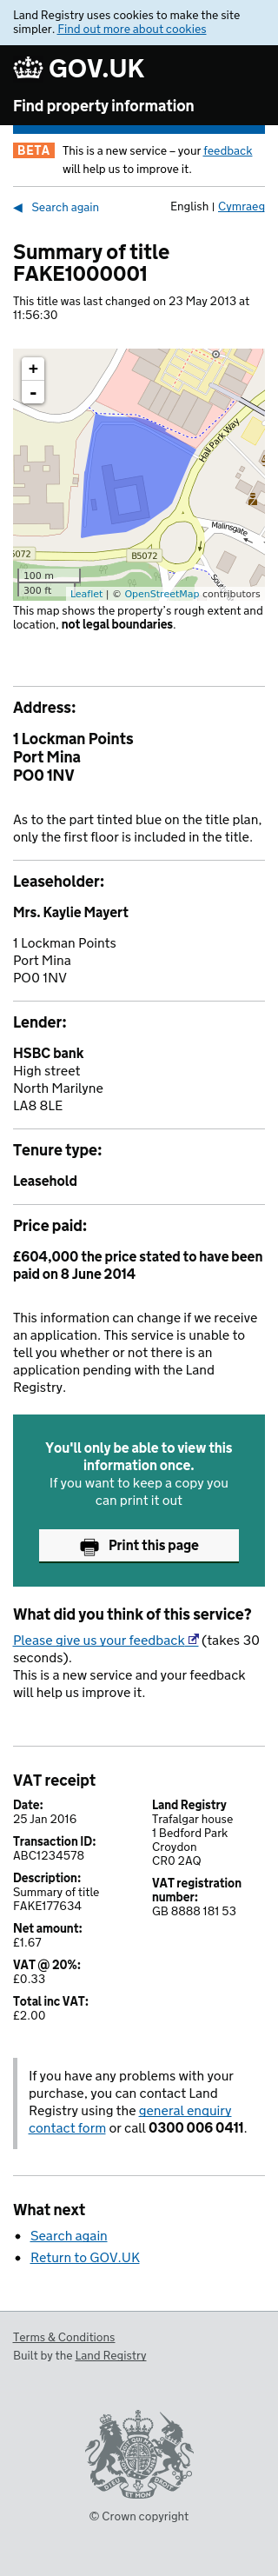 Land Registry uses cookies to make the site
simpler. Find out more about cookies
GOV.UK
Find property information
BETA This is a new service – your feedback
will help us to improve it.
◀ Search again English | Cymraeg
Summary of title
FAKE1000001
This title was last changed on 23 May 2013 at
11:56:30
+
-
Hall Park Way
Malinsgate
5072
B5072
Sout
100 m
300 ft
Leaflet | © OpenStreetMap contributors
This map shows the property's rough extent and
location, not legal boundaries.
Address:
1 Lockman Points
Port Mina
PO0 1NV
As to the part tinted blue on the title plan,
only the first floor is included in the title.
Leaseholder:
Mrs. Kaylie Mayert
1 Lockman Points
Port Mina
PO0 1NV
Lender:
HSBC bank
High street
North Marilyne
LA8 8LE
Tenure type:
Leasehold
Price paid:
£604,000 the price stated to have been
paid on 8 June 2014
This information can change if we receive
an application. This service is unable to
tell you whether or not there is an
application pending with the Land
Registry.
You'll only be able to view this
information once.
If you want to keep a copy you
can print it out
Print this page
What did you think of this service?
Please give us your feedback (takes 30
seconds).
This is a new service and your feedback
will help us improve it.
VAT receipt
Date:
25 Jan 2016
Transaction ID:
ABC1234578
Description:
Summary of title
FAKE177634
Net amount:
£1.67
VAT @ 20%:
£0.33
Total inc VAT:
£2.00
Land Registry
Trafalgar house
1 Bedford Park
Croydon
CR0 2AQ
VAT registration
number:
GB 8888 181 53
If you have any problems with your
purchase, you can contact Land
Registry using the general enquiry
contact form or call 0300 006 0411.
What next
• Search again
• Return to GOV.UK
Terms & Conditions
Built by the Land Registry
© Crown copyright